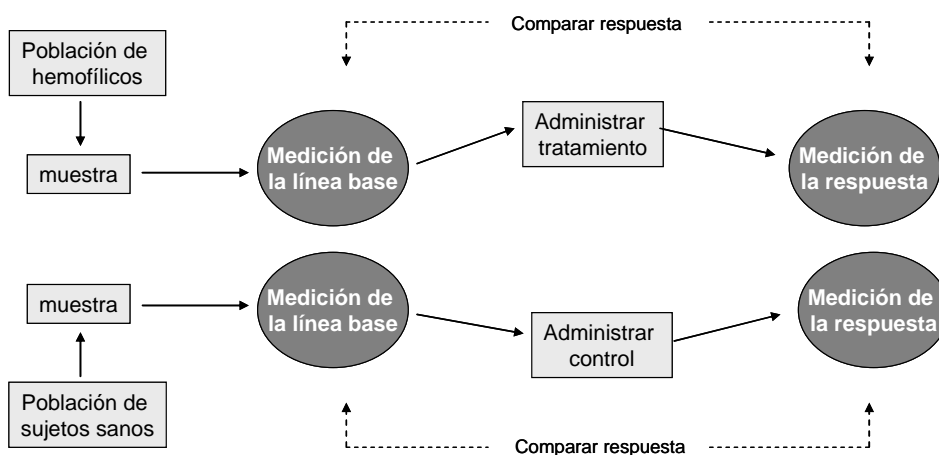 Comparar respuesta
Población de
hemofílicos
muestra
Medición de
la línea base
Administrar
tratamiento
Medición de
la respuesta
muestra
Medición de
la línea base
Administrar
control
Medición de
la respuesta
Población de
sujetos sanos
Comparar respuesta